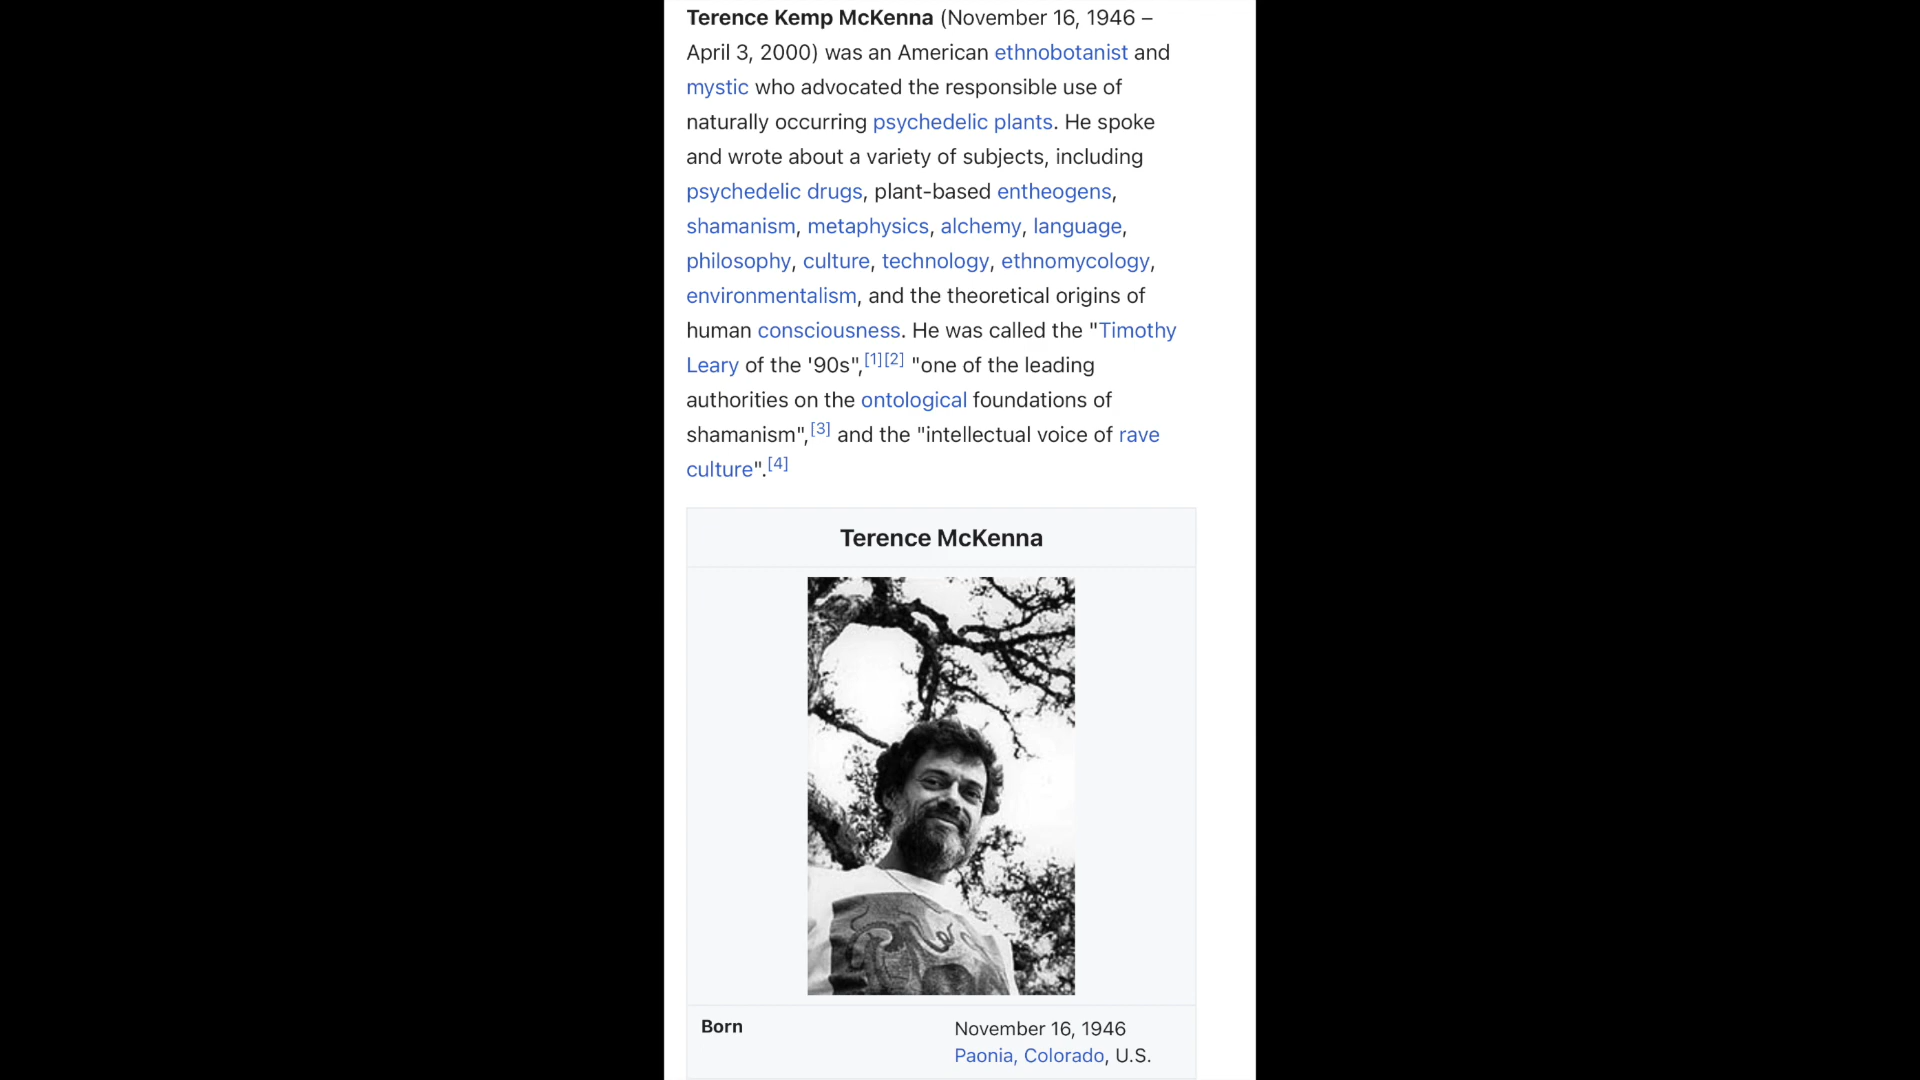 Terence Kemp McKenna (November 16, 1946 –
April 3, 2000) was an American ethnobotanist and
mystic who advocated the responsible use of
naturally occurring psychedelic plants. He spoke
and wrote about a variety of subjects, including
psychedelic drugs, plant-based entheogens,
shamanism, metaphysics, alchemy, language,
philosophy, culture, technology, ethnomycology,
environmentalism, and the theoretical origins of
human consciousness. He was called the "Timothy
Leary of the '90s",[1][2] "one of the leading
authorities on the ontological foundations of
shamanism",[3] and the "intellectual voice of rave
culture".[4]
Terence McKenna
Born November 16, 1946
Paonia, Colorado, U.S.